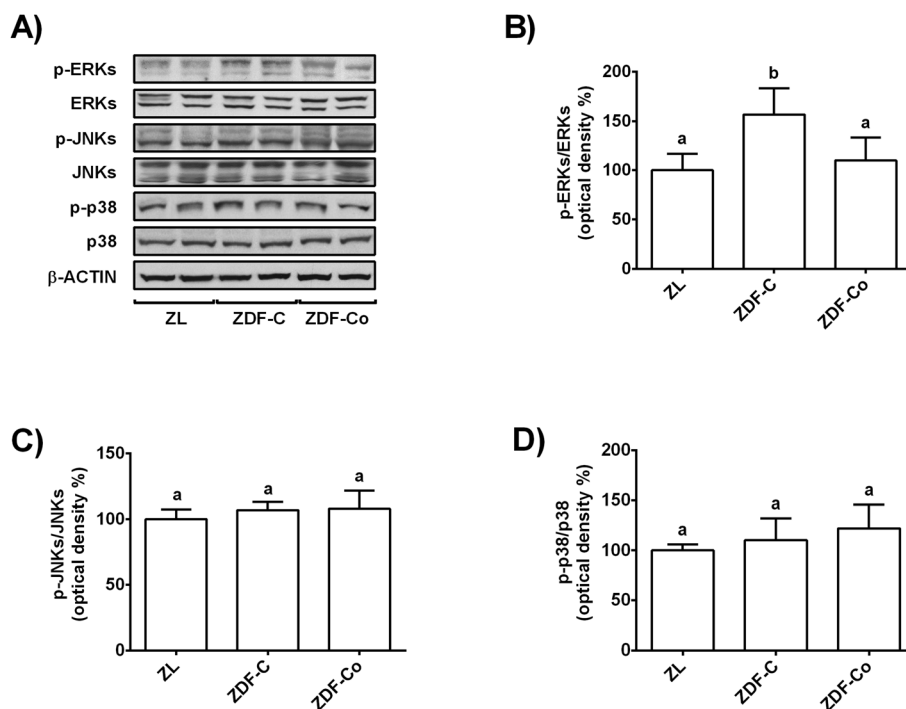 A)
p-ERKs
ERKs
p-JNKs
JNKs
p-p38
p38
β-ACTIN
ZL ZDF-C ZDF-Co
B)
p-ERKs/ERKs
(optical density %)
200
150
100
50
0
a b a
ZL ZDF-C ZDF-Co
C)
p-JNKs/JNKs
(optical density %)
150
100
50
0
a a a
ZL ZDF-C ZDF-Co
D)
p-p38/p38
(optical density %)
200
150
100
50
0
a a a
ZL ZDF-C ZDF-Co